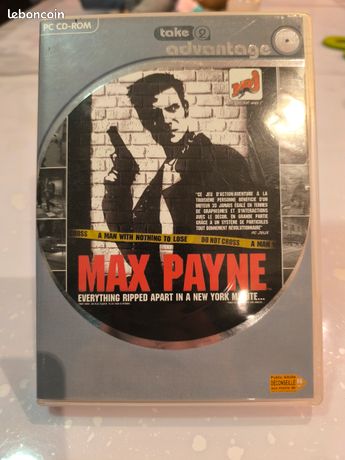 leboncoin
PC CD-ROM
take 2
advantage
NRJ
"CE JEU D'ACTION/AVENTURE À LA
TROISIÈME PERSONNE BÉNÉFICIE D'UN
MOTEUR 3D JAMAIS ÉGALÉ EN TERMES
DE GRAPHISMES ET D'INTERACTIONS
AVEC LE DÉCOR, EN GRANDE PARTIE
GRÂCE À UN SYSTÈME DE PARTICULES
TOUT BONNEMENT RÉVOLUTIONNAIRE"
PC JEUX
CROSS A MAN WITH NOTHING TO LOSE DO NOT CROSS A MAN
MAX PAYNE
EVERYTHING RIPPED APART IN A NEW YORK MINUTE...
DÉCONSEILLÉ